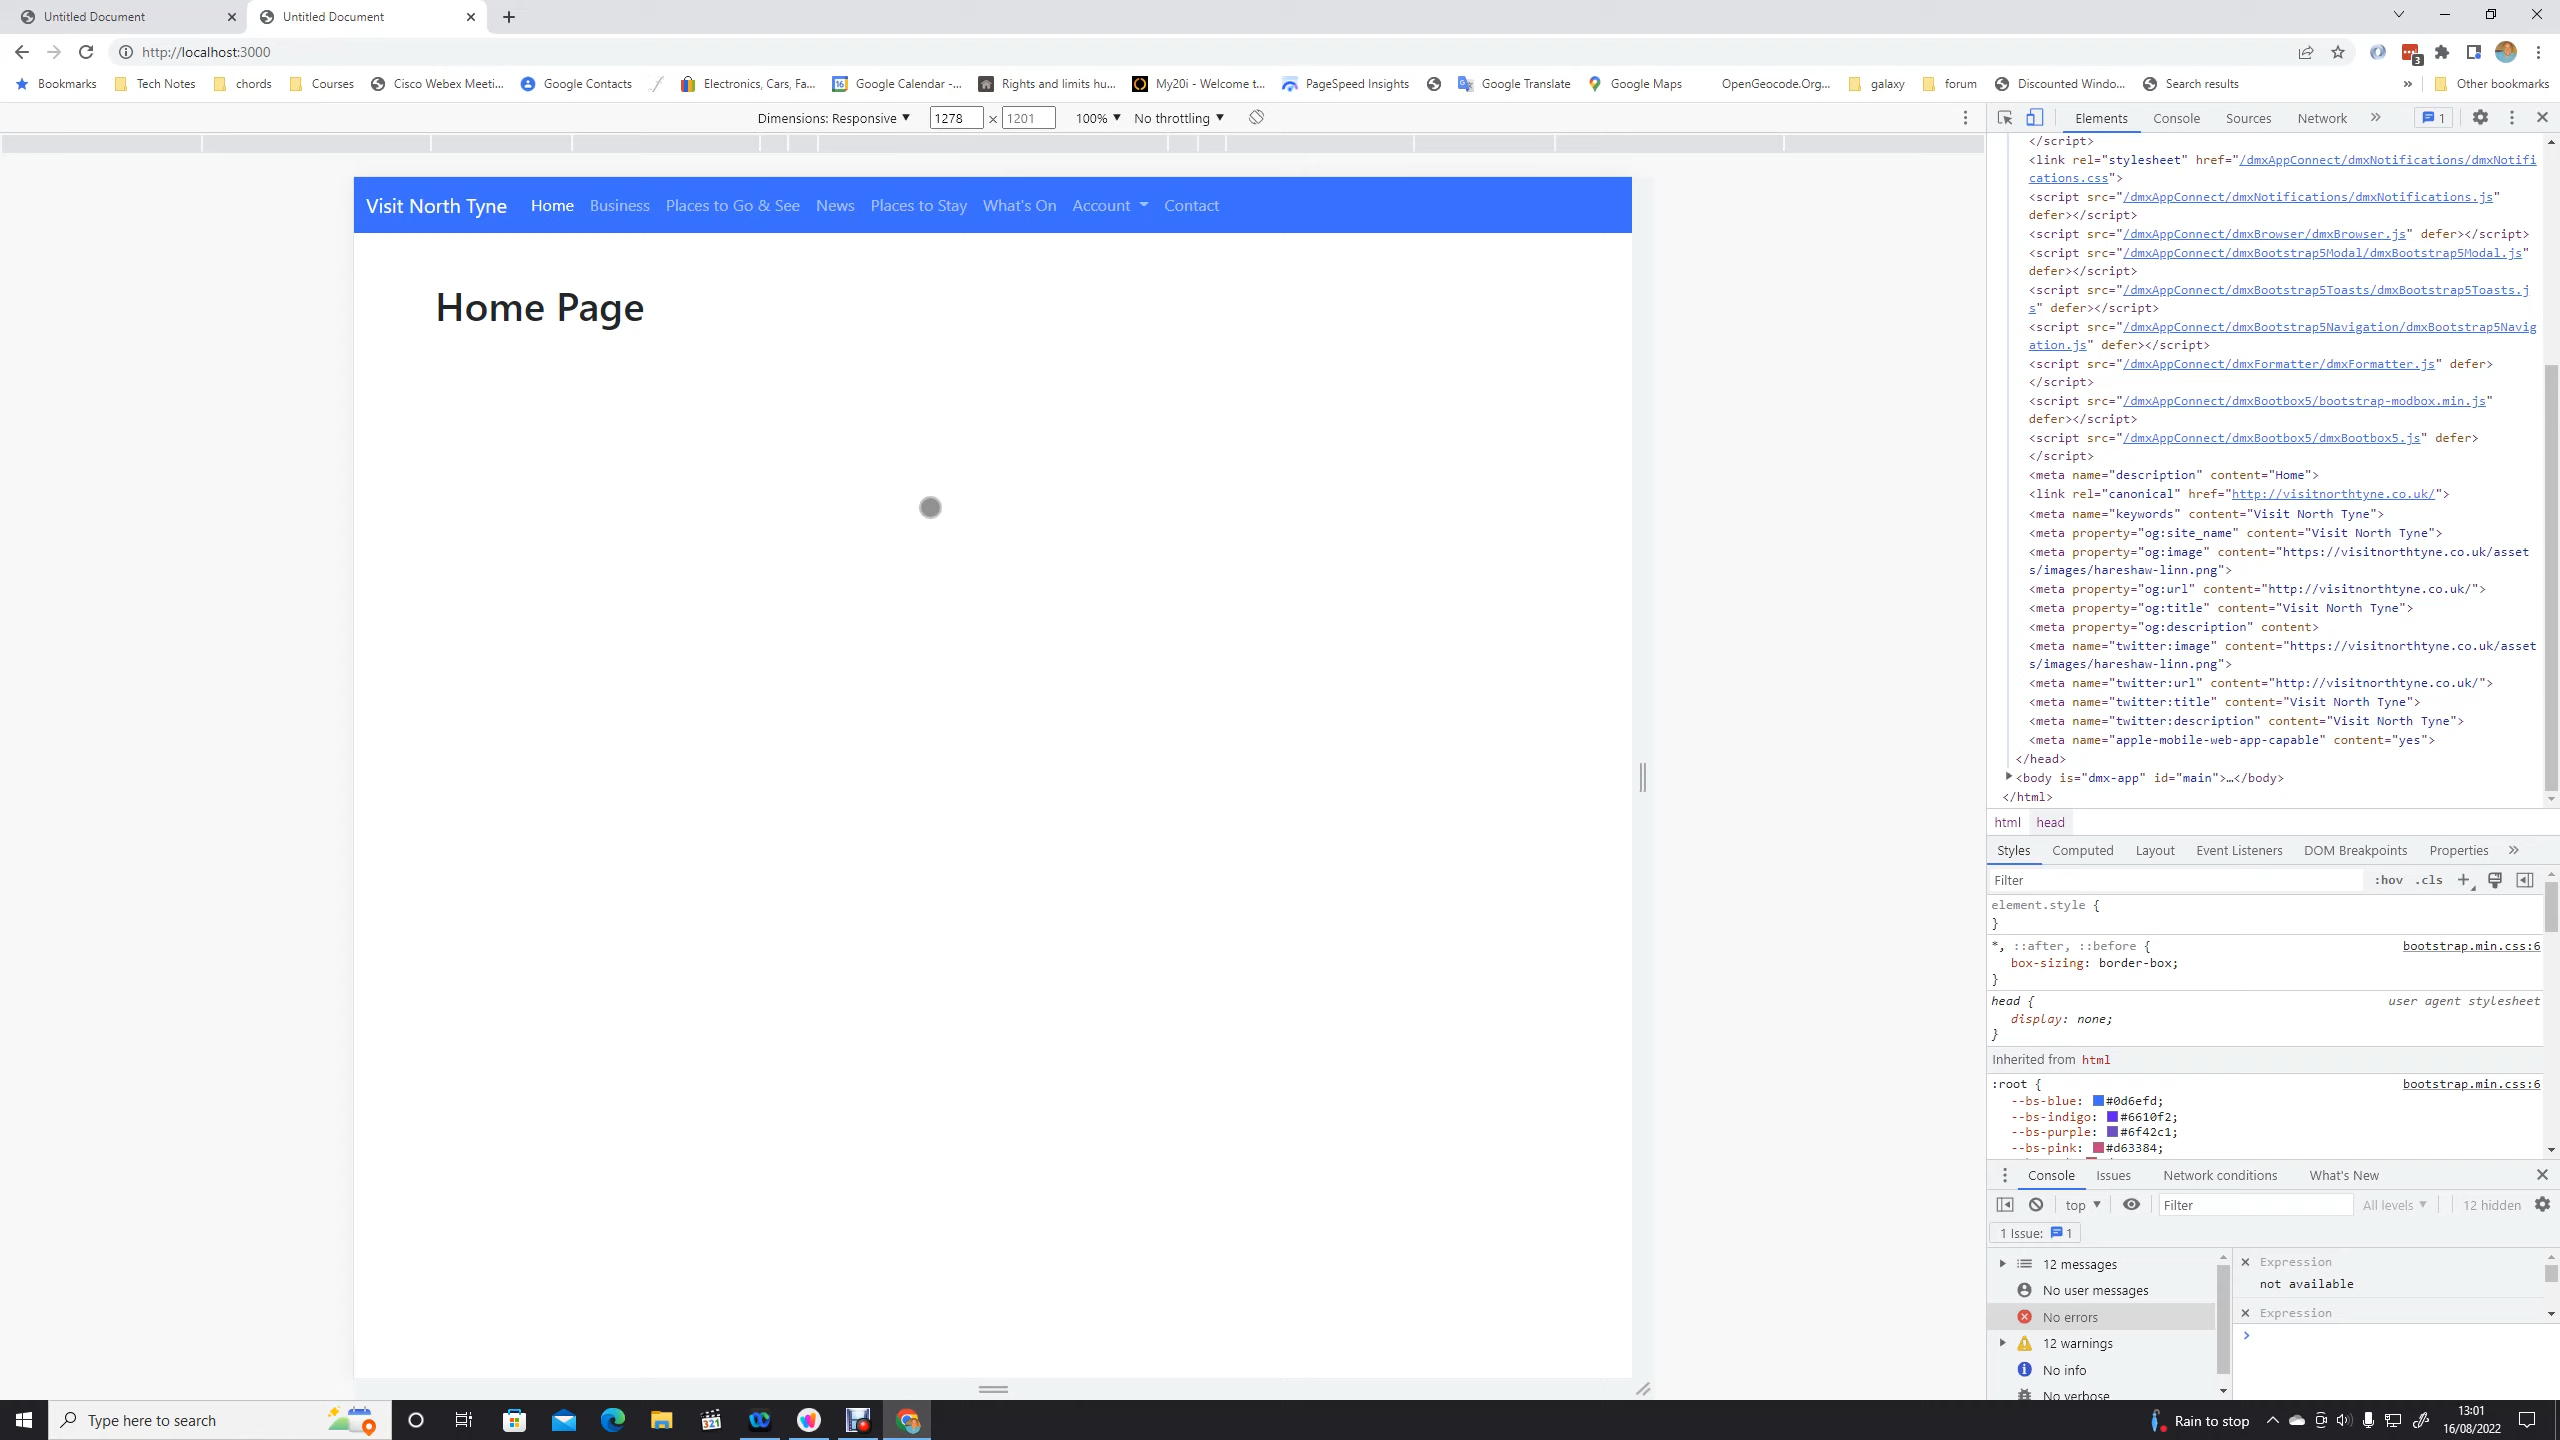 Untitled Document
Untitled Document
http://localhost:3000
Bookmarks
Tech Notes
chords
Courses
Cisco Webex Meeti...
Google Contacts
Electronics, Cars, Fa...
Google Calendar -...
Rights and limits hu...
My20i - Welcome t...
PageSpeed Insights
Google Translate
Google Maps
OpenGeocode.Org...
galaxy
forum
Discounted Windo...
Search results
»
Other bookmarks
Dimensions: Responsive
1278
×
1201
100%
No throttling
Elements
Console
Sources
Network
»
1
Visit North Tyne
Home
Business
Places to Go & See
News
Places to Stay
What's On
Account
Contact
Home Page
</script>
<link rel="stylesheet" href="/dmxAppConnect/dmxNotifications/dmxNotifi
cations.css">
<script src="/dmxAppConnect/dmxNotifications/dmxNotifications.js"
defer></script>
<script src="/dmxAppConnect/dmxBrowser/dmxBrowser.js" defer></script>
<script src="/dmxAppConnect/dmxBootstrap5Modal/dmxBootstrap5Modal.js"
defer></script>
<script src="/dmxAppConnect/dmxBootstrap5Toasts/dmxBootstrap5Toasts.j
s" defer></script>
<script src="/dmxAppConnect/dmxBootstrap5Navigation/dmxBootstrap5Navig
ation.js" defer></script>
<script src="/dmxAppConnect/dmxFormatter/dmxFormatter.js" defer>
</script>
<script src="/dmxAppConnect/dmxBootbox5/bootstrap-modbox.min.js"
defer></script>
<script src="/dmxAppConnect/dmxBootbox5/dmxBootbox5.js" defer>
</script>
<meta name="description" content="Home">
<link rel="canonical" href="http://visitnorthtyne.co.uk/">
<meta name="keywords" content="Visit North Tyne">
<meta property="og:site_name" content="Visit North Tyne">
<meta property="og:image" content="https://visitnorthtyne.co.uk/asset
s/images/hareshaw-linn.png">
<meta property="og:url" content="http://visitnorthtyne.co.uk/">
<meta property="og:title" content="Visit North Tyne">
<meta property="og:description" content>
<meta name="twitter:image" content="https://visitnorthtyne.co.uk/asset
s/images/hareshaw-linn.png">
<meta name="twitter:url" content="http://visitnorthtyne.co.uk/">
<meta name="twitter:title" content="Visit North Tyne">
<meta name="twitter:description" content="Visit North Tyne">
<meta name="apple-mobile-web-app-capable" content="yes">
</head>
<body is="dmx-app" id="main">…</body>
</html>
html
head
Styles
Computed
Layout
Event Listeners
DOM Breakpoints
Properties
»
Filter
:hov
.cls
element.style {
}
*, ::after, ::before {
bootstrap.min.css:6
box-sizing: border-box;
}
head {
user agent stylesheet
display: none;
}
Inherited from html
:root {
bootstrap.min.css:6
--bs-blue: #0d6efd;
--bs-indigo: #6610f2;
--bs-purple: #6f42c1;
--bs-pink: #d63384;
Console
Issues
Network conditions
What's New
top
Filter
All levels
12 hidden
1 Issue: 1
12 messages
No user messages
No errors
12 warnings
No info
No verbose
Expression
not available
Expression
Type here to search
Rain to stop
13:01
16/08/2022